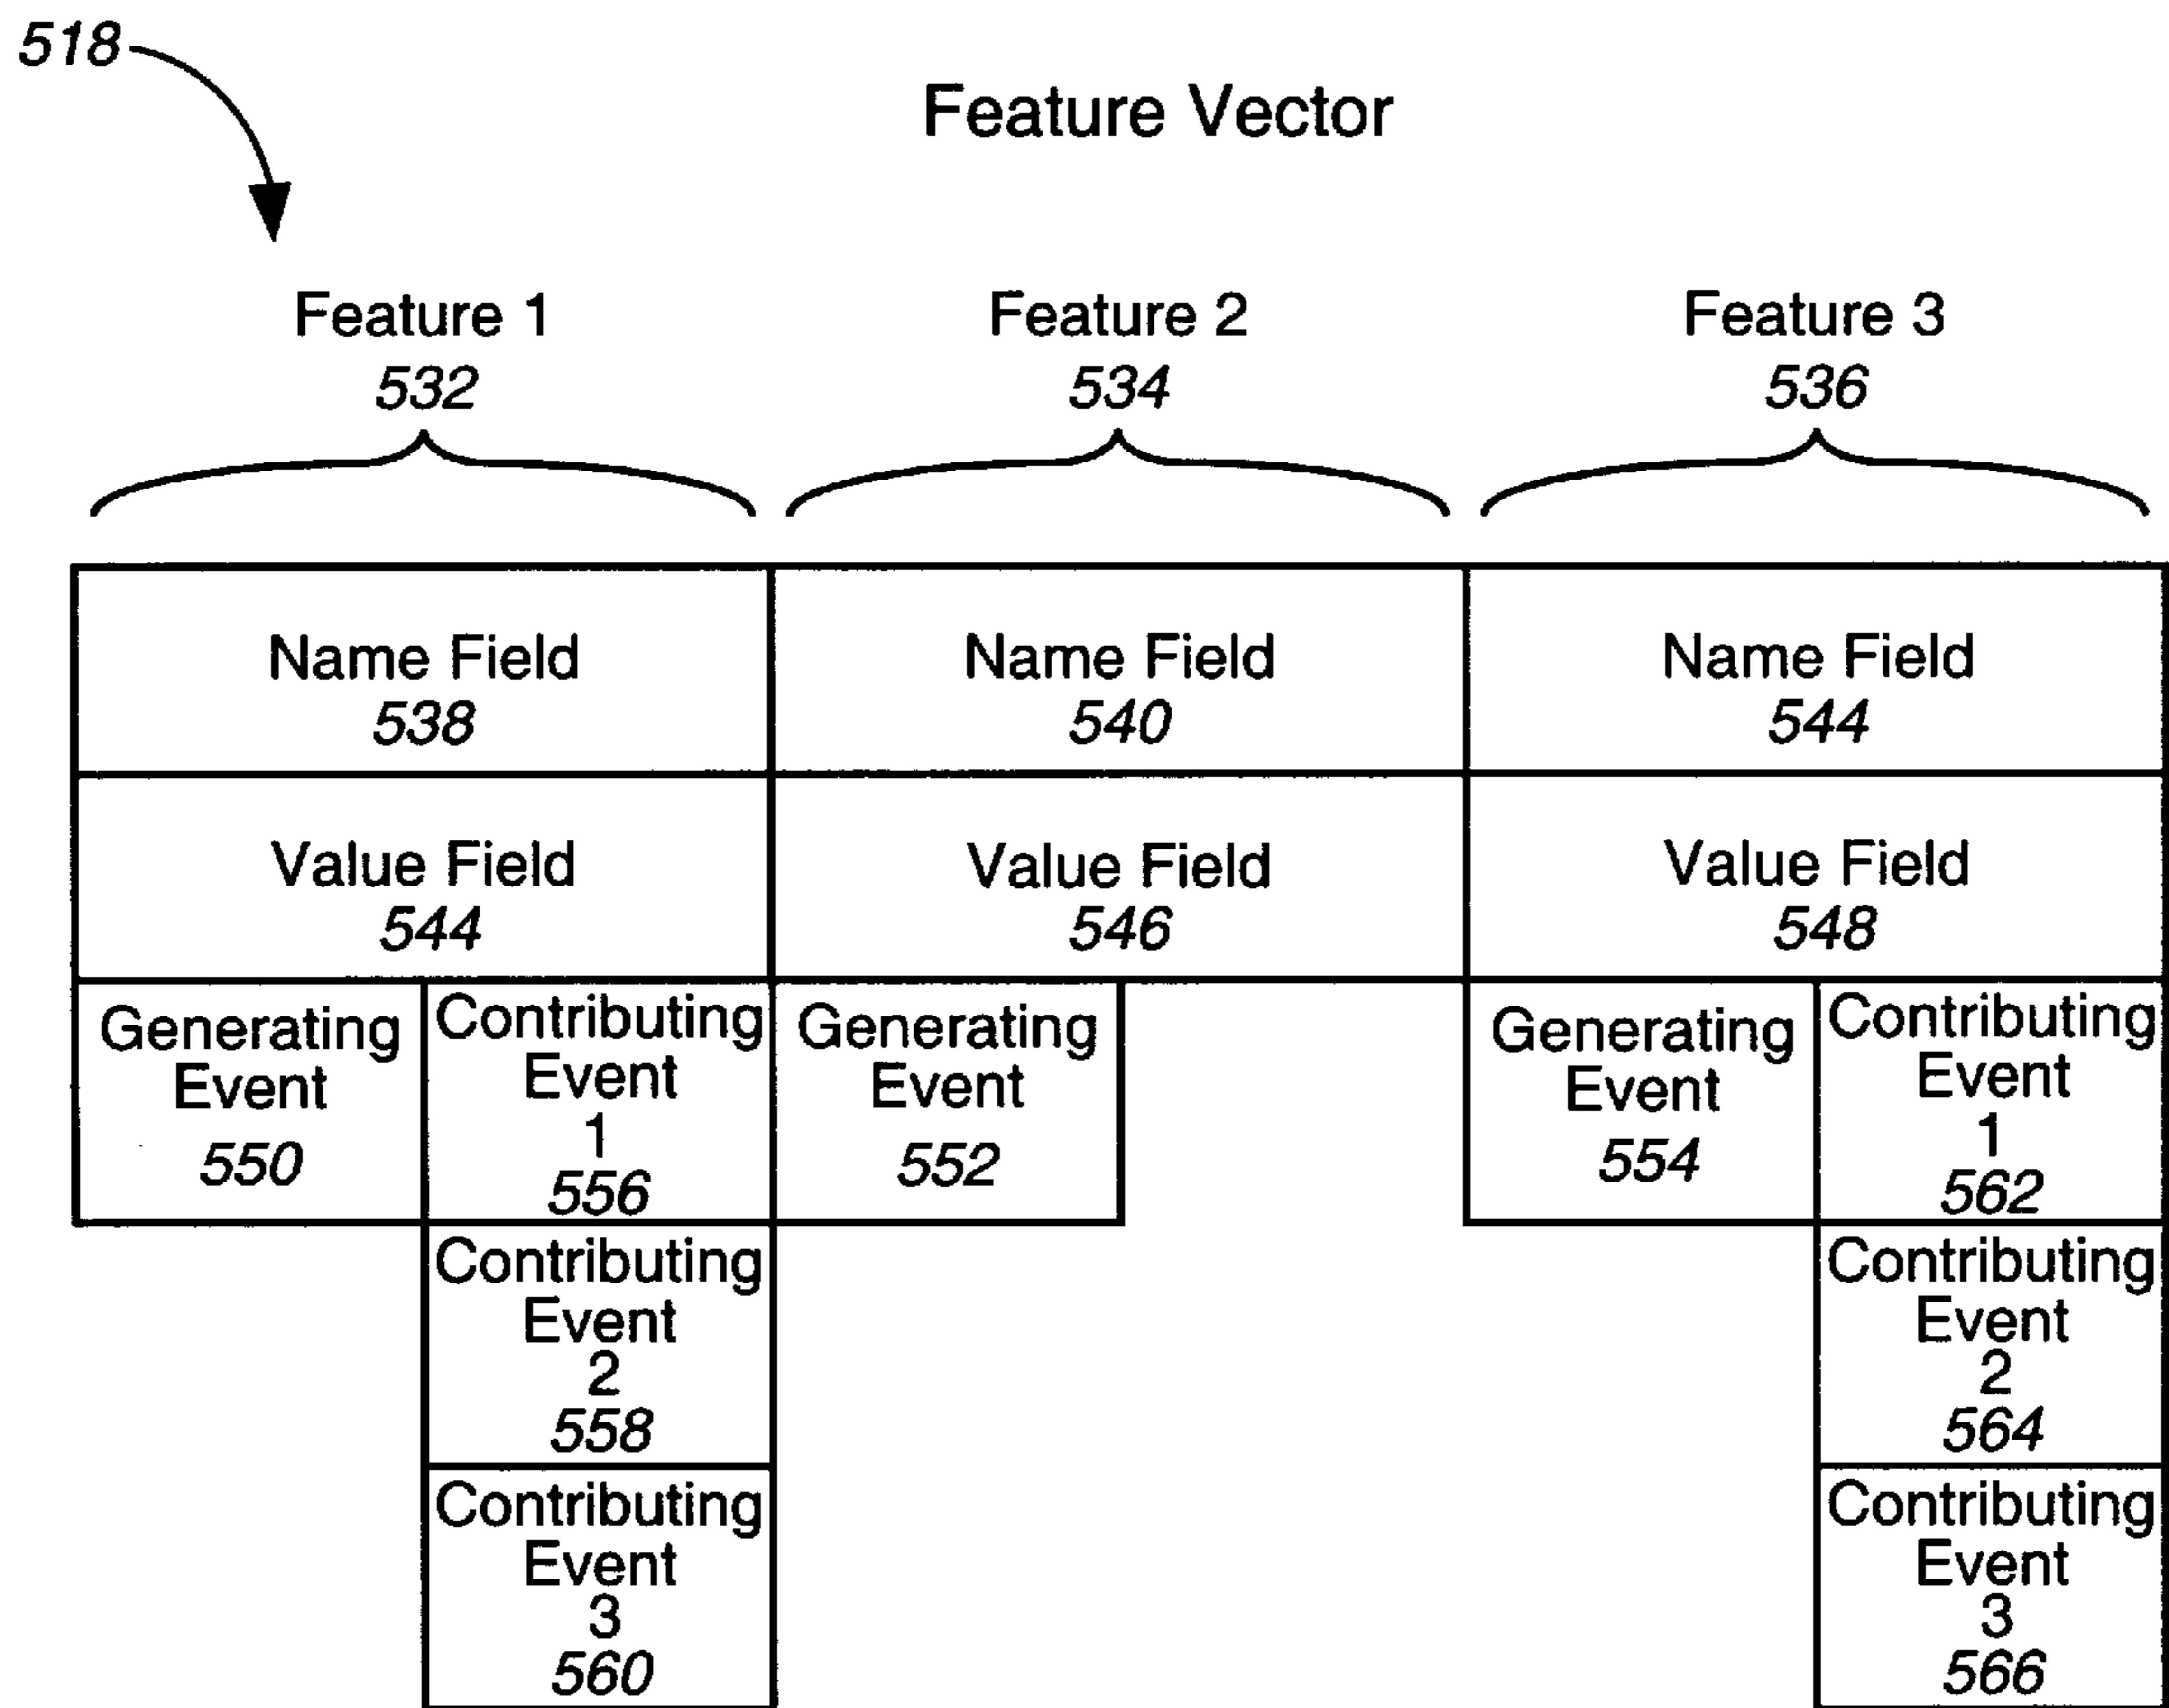 518
Feature Vector
Feature 1
532
Feature 2
534
Feature 3
536
Name Field
538
Name Field
540
Name Field
544
Value Field
544
Value Field
546
Value Field
548
Generating
Event
550
Contributing
Event
1
556
Generating
Event
552
Generating
Event
554
Contributing
Event
1
562
Contributing
Event
2
558
Contributing
Event
2
564
Contributing
Event
3
560
Contributing
Event
3
566